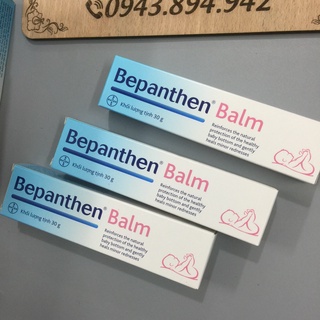 0943.894.942
Bepanthen® Balm
Khối lượng tịnh 30 g
Reinforces the natural
protection of the healthy
baby bottom and gently
heals minor rednesses
Bepanthen® Balm
Khối lượng tịnh 30 g
Reinforces the natural
protection of the healthy
baby bottom and gently
heals minor rednesses
Bepanthen® Balm
Khối lượng tịnh 30 g
Reinforces the natural
protection of the healthy
baby bottom and gently
heals minor rednesses